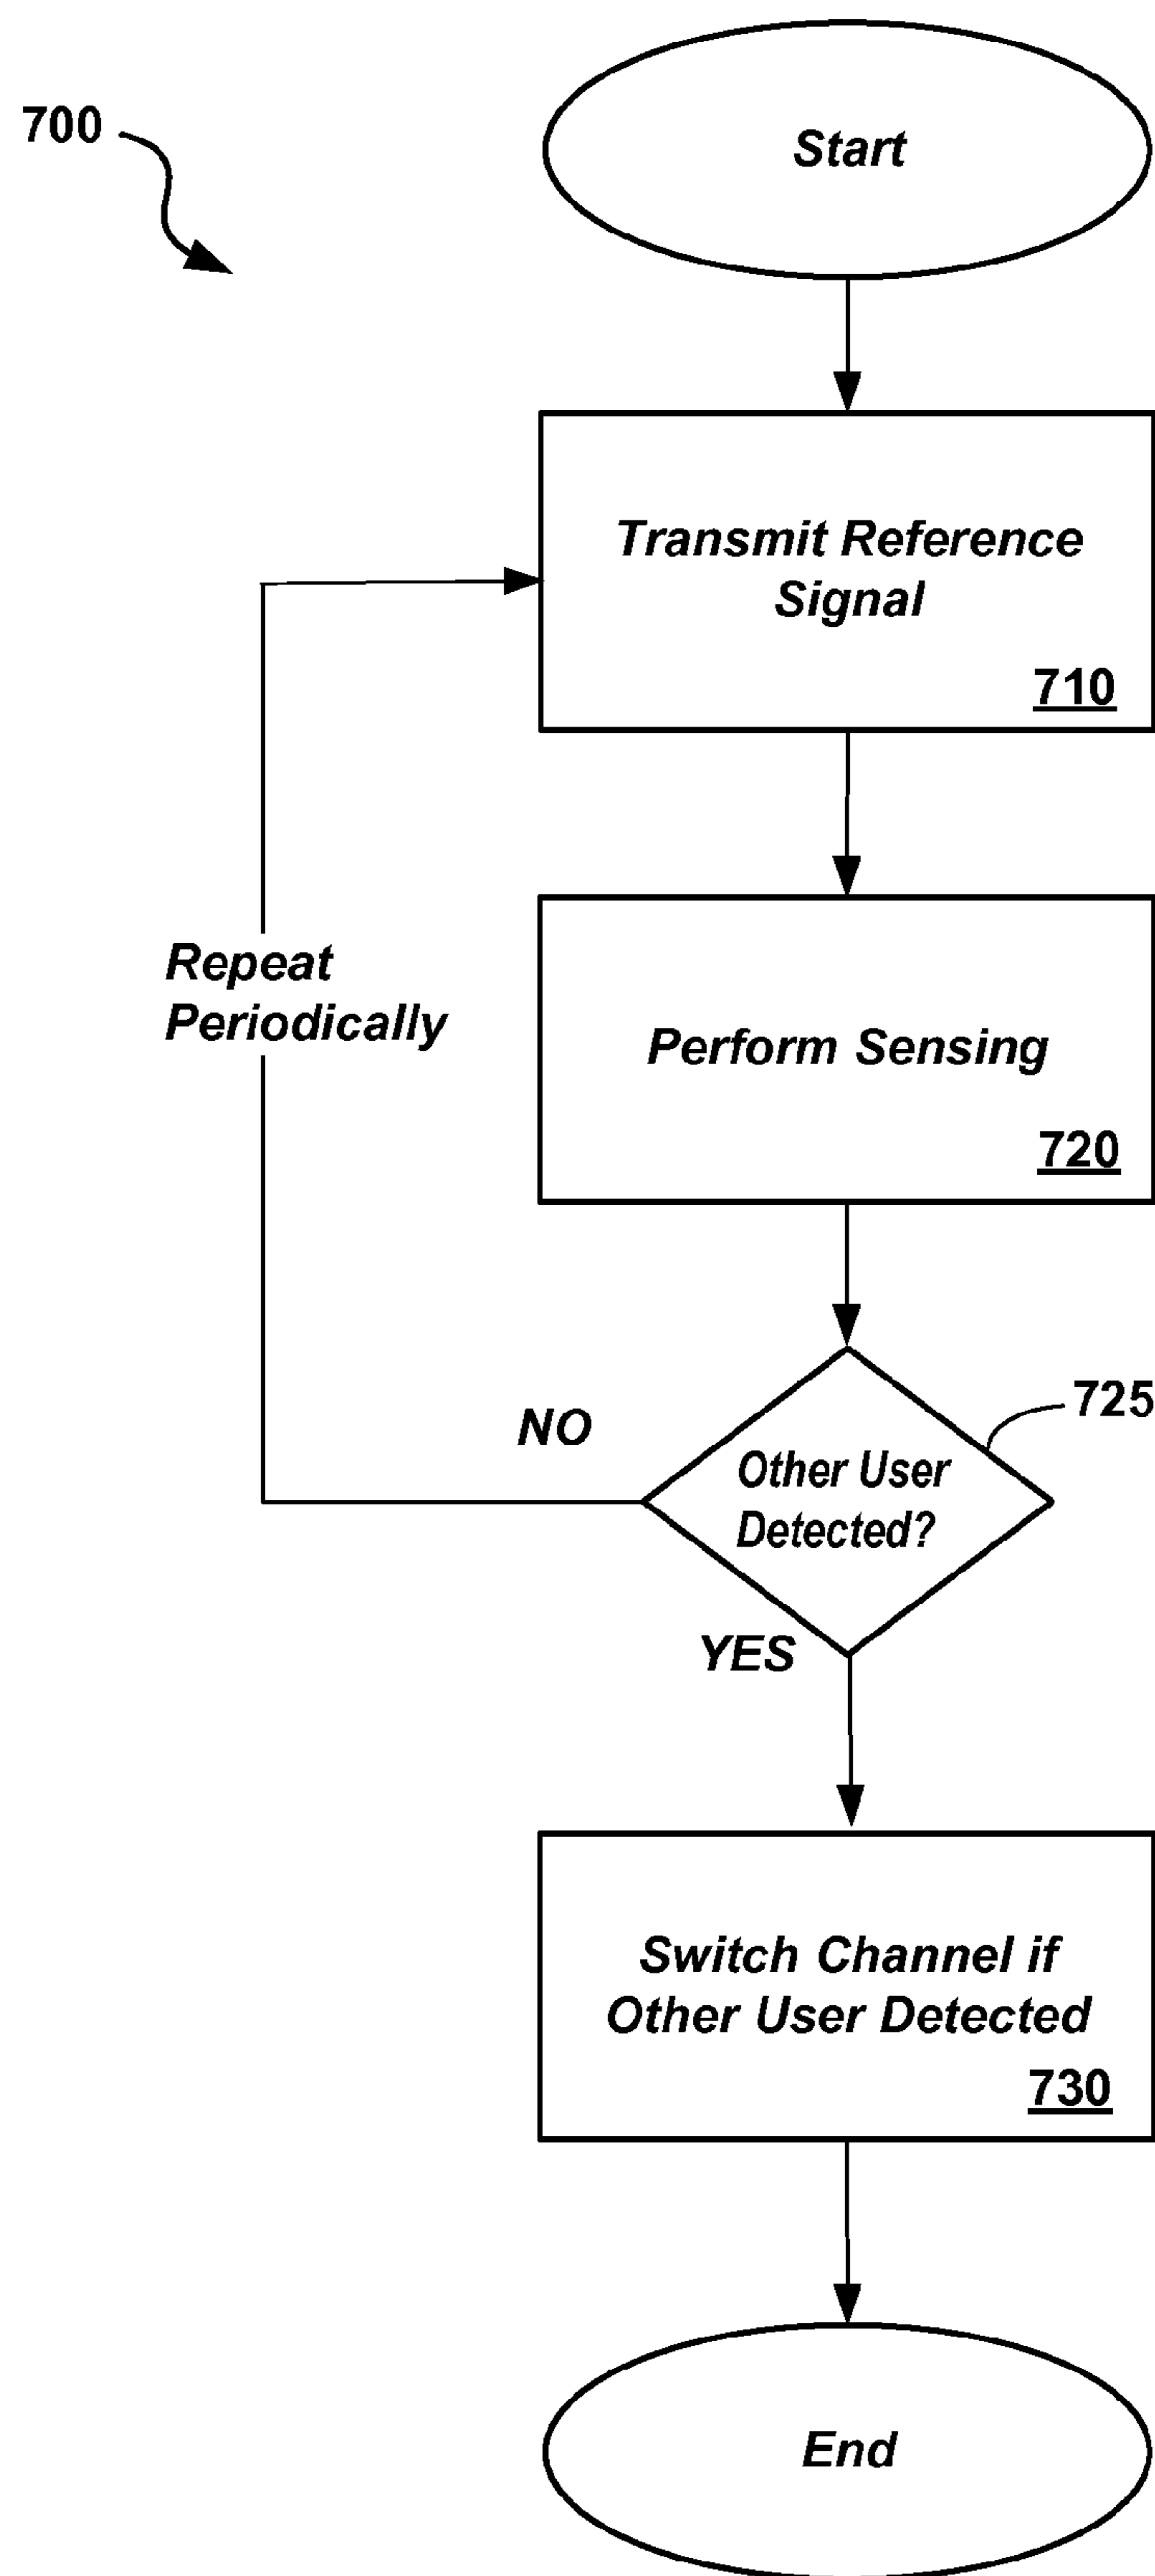 700
Start
Transmit Reference
Signal
710
Repeat
Periodically
Perform Sensing
720
NO
725
Other User
Detected?
YES
Switch Channel if
Other User Detected
730
End